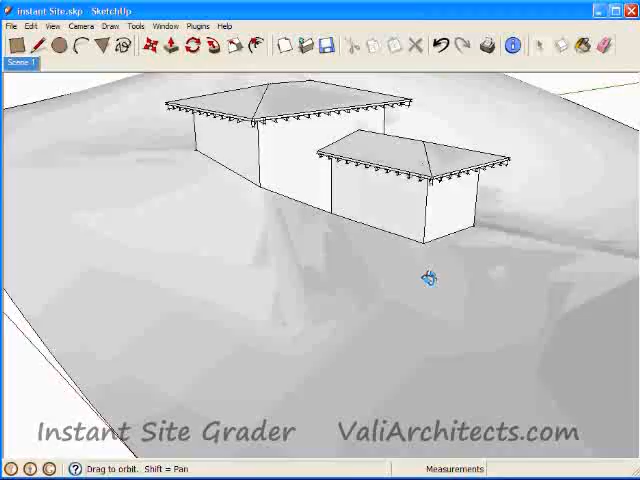 instant Site.skp - SketchUp
File Edit View Camera Draw Tools Window Plugins Help
Scene 1
Instant Site Grader ValiArchitects.com
Drag to orbit. Shift = Pan
Measurements